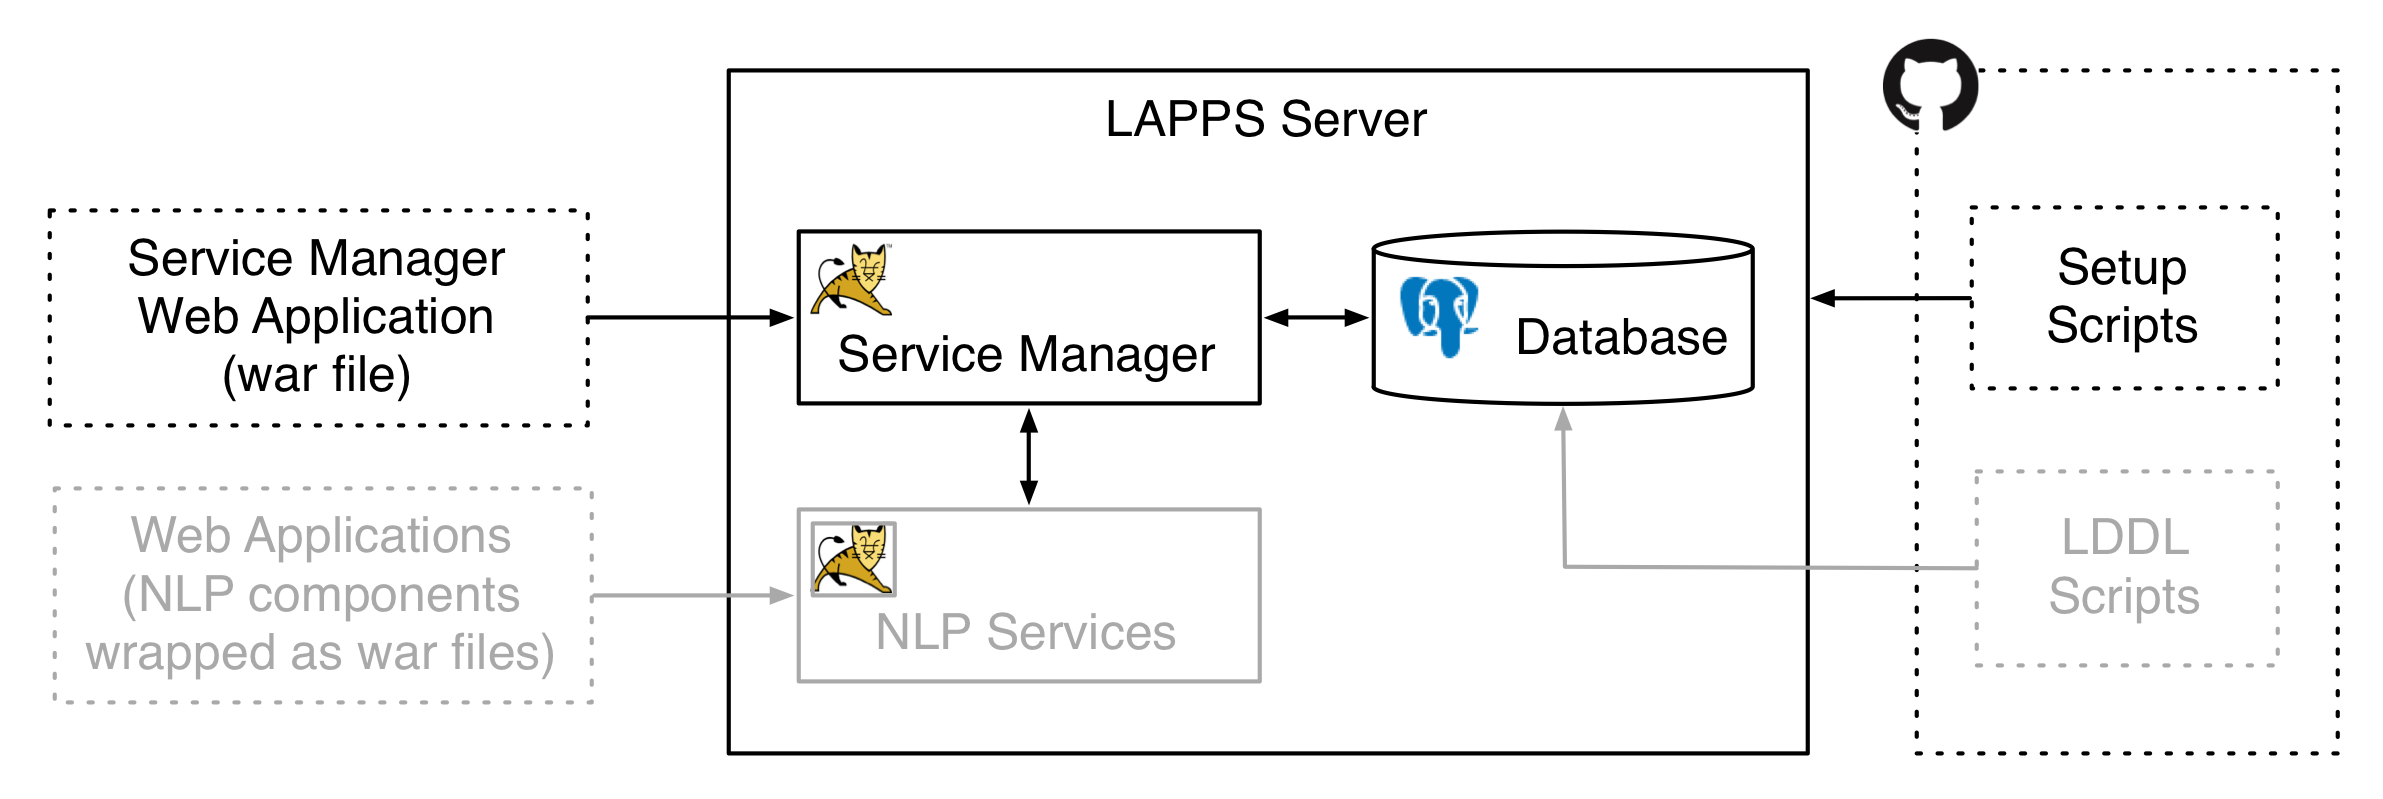 LAPPS Server
Service Manager
Web Application
(war file)
Service Manager
Database
Setup
Scripts
Web Applications
(NLP components
wrapped as war files)
NLP Services
LDDL
Scripts